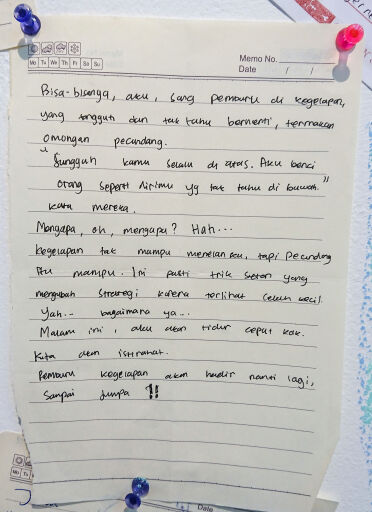 Memo No.
Mo Tu We Th Fr Sa Su
Date / /
Bisa-bisanya, aku, sang pemburu di kegelapan,
yang tangguh dan tak tahu berhenti, termakan
omongan pecundang.
"Sungguh kamu selalu di atas. Aku benci
orang seperti dirimu yg tak tahu di bawah."
kata mereka.
Mengapa, oh, mengapa? Hah...
kegelapan tak mampu menelanku, tapi pecundang
itu mampu. Ini pasti trik setan yang
mengubah strategi karena terlihat celah kecil.
Yah... bagaimana ya...
Malam ini, aku akan tidur cepat kok.
Kita akan istirahat.
Pemburu kegelapan akan hadir nanti lagi,
Sampai jumpa !!
Mo Tu
Date